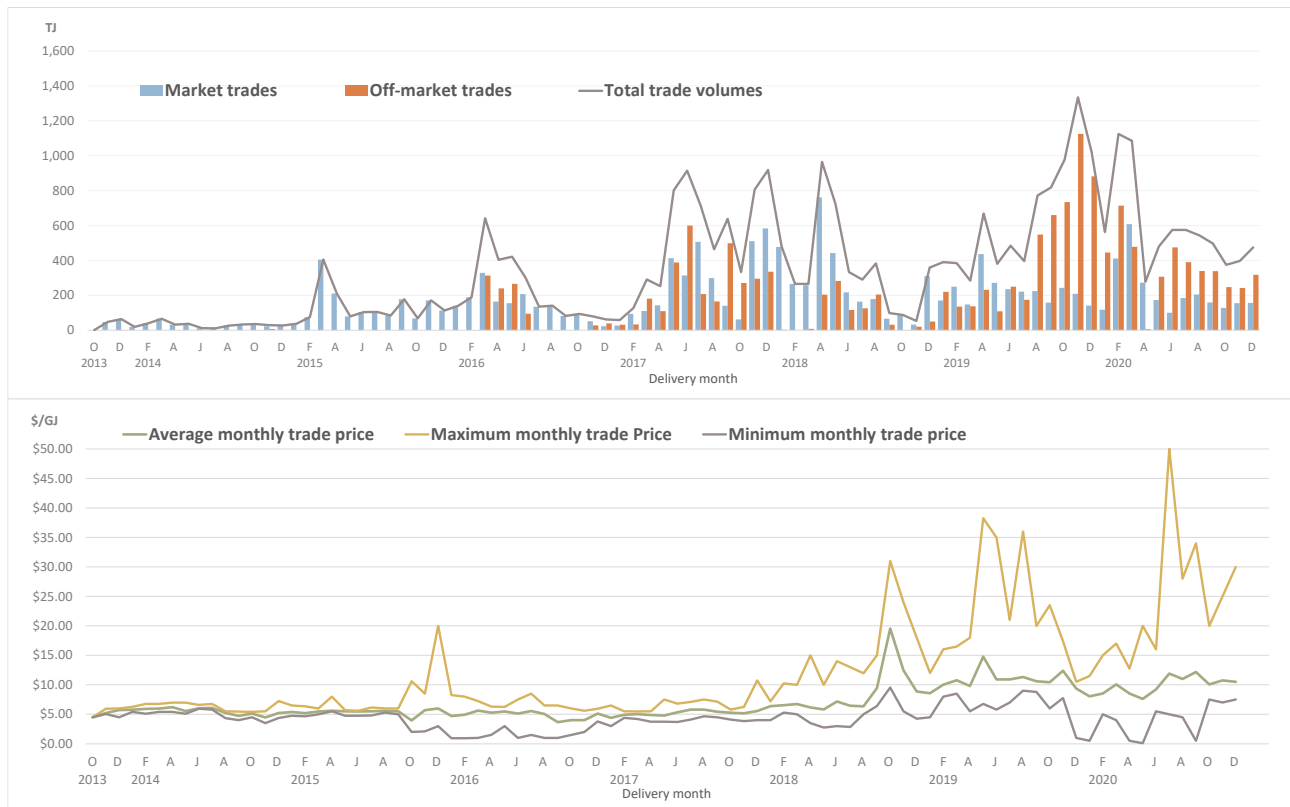 TJ
1,600
1,400
Market trades Off-market trades Total trade volumes
1,200
1,000
800
600
400
200
0
O D F A J A O D F A J A O D F A J A O D F A J A O D F A J A O D F A J A O D F A J A O D
2013 2014 2015 2016 2017 2018 2019 2020
Delivery month
$/GJ
Average monthly trade price Maximum monthly trade Price Minimum monthly trade price
$50.00
$45.00
$40.00
$35.00
$30.00
$25.00
$20.00
$15.00
$10.00
$5.00
$0.00
O D F A J A O D F A J A O D F A J A O D F A J A O D F A J A O D F A J A O D F A J A O D
2013 2014 2015 2016 2017 2018 2019 2020
Delivery month